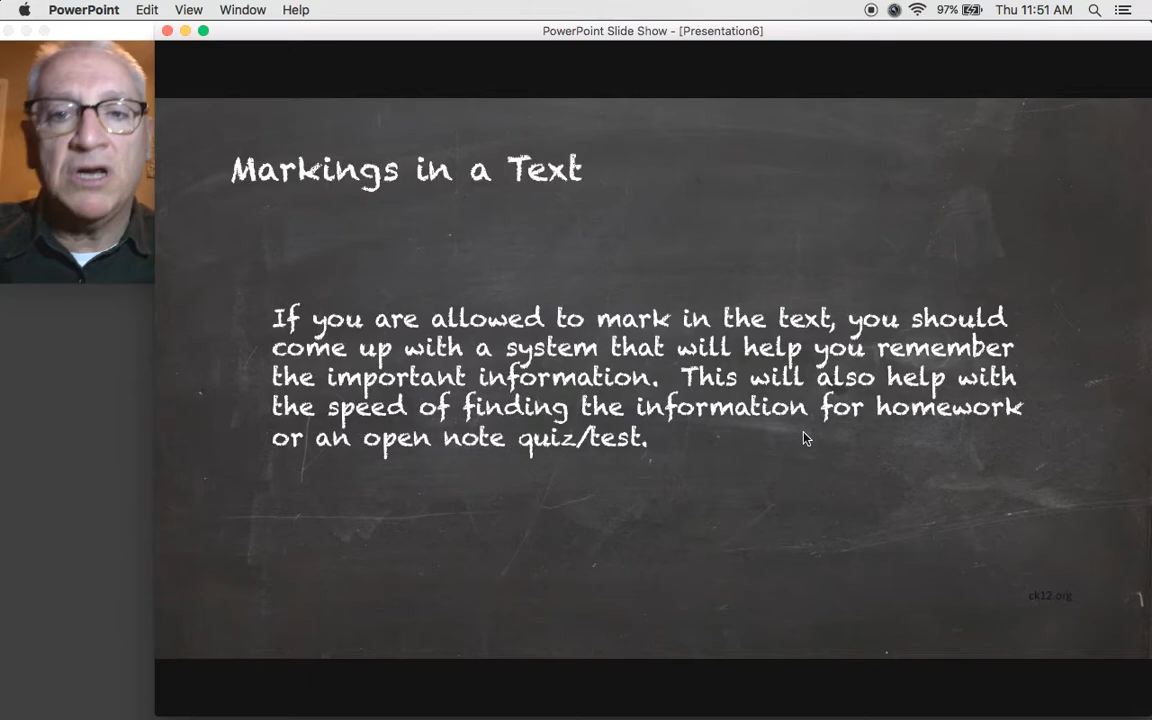 PowerPoint Edit View Window Help 97% Thu 11:51 AM
PowerPoint Slide Show - [Presentation6]
Markings in a Text
If you are allowed to mark in the text, you should
come up with a system that will help you remember
the important information. This will also help with
the speed of finding the information for homework
or an open note quiz/test.
ck12.org